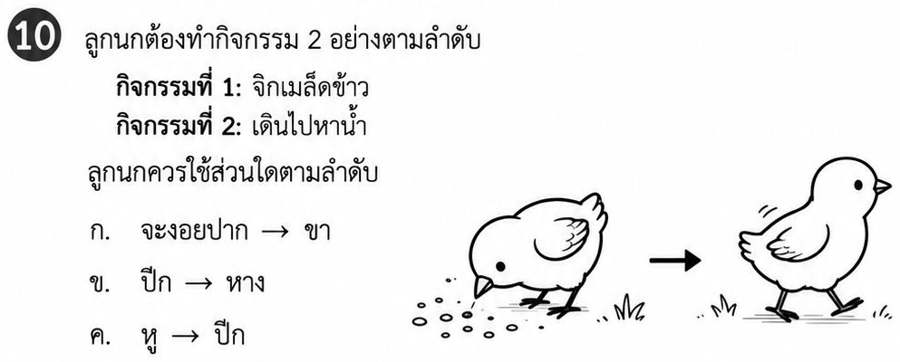 10 ลูกนกต้องทำกิจกรรม 2 อย่างตามลำดับ
กิจกรรมที่ 1: จิกเมล็ดข้าว
กิจกรรมที่ 2: เดินไปหาน้ำ
ลูกนกควรใช้ส่วนใดตามลำดับ
ก. จะงอยปาก → ขา
ข. ปีก → หาง
ค. หู → ปีก